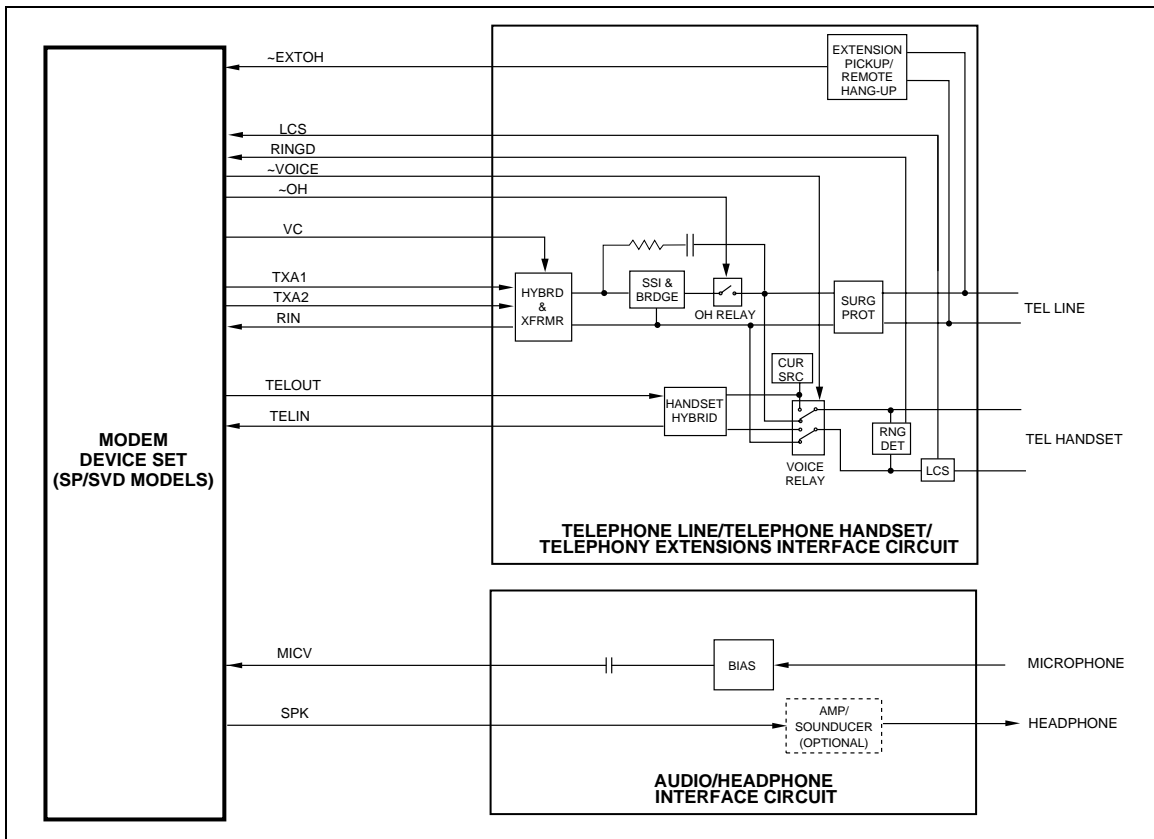 ~EXTOH
EXTENSION
PICKUP/
REMOTE
HANG-UP
LCS
RINGD
~VOICE
~OH
VC
TXA1
TXA2
RIN
HYBRD
&
XFRMR
SSI &
BRDGE
OH RELAY
SURG
PROT
TEL LINE
CUR
SRC
TELOUT
TELIN
HANDSET
HYBRID
VOICE
RELAY
RNG
DET
LCS
TEL HANDSET
MODEM
DEVICE SET
(SP/SVD MODELS)
TELEPHONE LINE/TELEPHONE HANDSET/
TELEPHONY EXTENSIONS INTERFACE CIRCUIT
MICV
BIAS
MICROPHONE
SPK
AMP/
SOUNDUCER
(OPTIONAL)
HEADPHONE
AUDIO/HEADPHONE
INTERFACE CIRCUIT